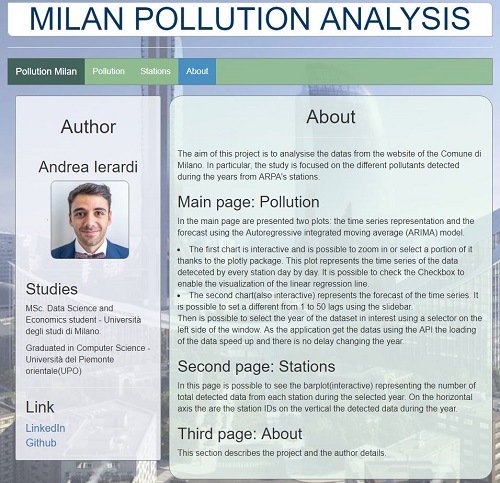 MILAN POLLUTION ANALYSIS
Pollution Milan
Pollution
Stations
About
Author
Andrea Ierardi
Studies
MSc. Data Science and
Economics student - Università
degli studi di Milano.
Graduated in Computer Science -
Università del Piemonte
orientale(UPO)
Link
LinkedIn
Github
About
The aim of this project is to analyse the datas from the website of the Comune di
Milano. In particular, the study is focused on the different pollutants detected
during the years from ARPA's stations.
Main page: Pollution
In the main page are presented two plots: the time series representation and the
forecast using the Autoregressive integrated moving average (ARIMA) model.
• The first chart is interactive and is possible to zoom in or select a portion of it
thanks to the plotly package. This plot represents the time series of the data
deteceted by every station day by day. It is possible to check the Checkbox to
enable the visualization of the linear regression line.
• The second chart(also interactive) represents the forecast of the time series. It
is possible to set a different from 1 to 50 lags using the slidebar.
Then is possible to select the year of the dataset in interest using a selector on the
left side of the window. As the application get the datas using the API the loading
of the data speed up and there is no delay changing the year.
Second page: Stations
In this page is possible to see the barplot(interactive) representing the number of
total detected data from each station during the selected year. On the horizontal
axis the are the station IDs on the vertical the detected data during the year.
Third page: About
This section describes the project and the author details.